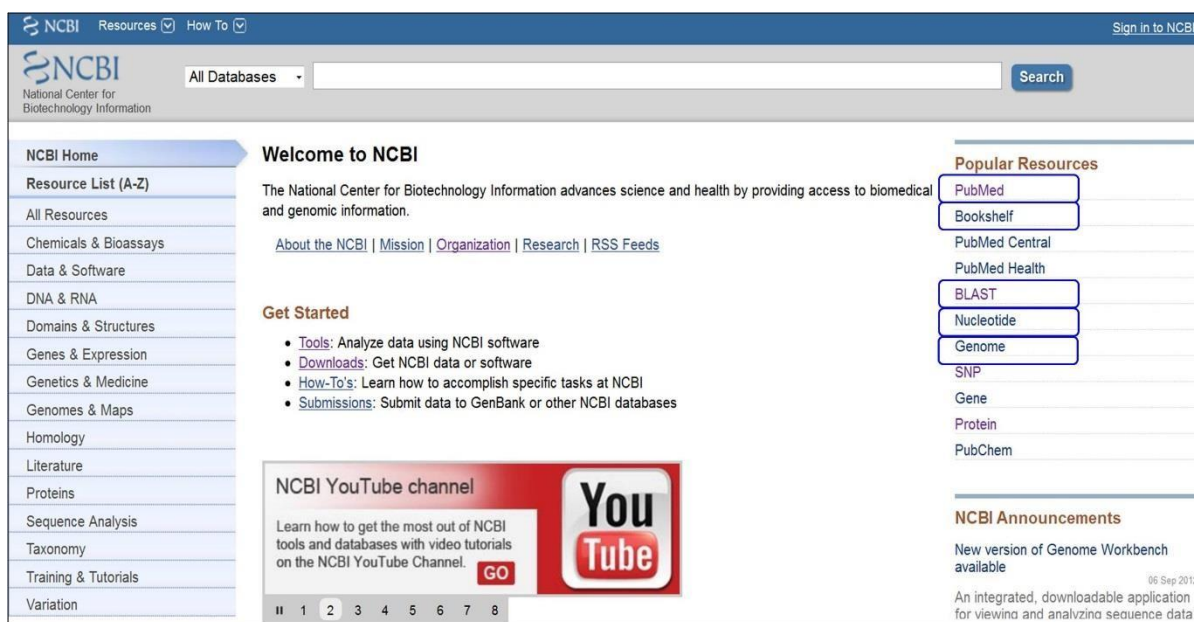 NCBI Resources How To Sign in to NCBI
NCBI
National Center for
Biotechnology Information
All Databases Search
NCBI Home
Resource List (A-Z)
All Resources
Chemicals & Bioassays
Data & Software
DNA & RNA
Domains & Structures
Genes & Expression
Genetics & Medicine
Genomes & Maps
Homology
Literature
Proteins
Sequence Analysis
Taxonomy
Training & Tutorials
Variation
Welcome to NCBI
The National Center for Biotechnology Information advances science and health by providing access to biomedical
and genomic information.
About the NCBI | Mission | Organization | Research | RSS Feeds
Get Started
• Tools: Analyze data using NCBI software
• Downloads: Get NCBI data or software
• How-To's: Learn how to accomplish specific tasks at NCBI
• Submissions: Submit data to GenBank or other NCBI databases
NCBI YouTube channel
Learn how to get the most out of NCBI
tools and databases with video tutorials
on the NCBI YouTube Channel.
GO
You
Tube
1 2 3 4 5 6 7 8
Popular Resources
PubMed
Bookshelf
PubMed Central
PubMed Health
BLAST
Nucleotide
Genome
SNP
Gene
Protein
PubChem
NCBI Announcements
New version of Genome Workbench
available
06 Sep 2012
An integrated, downloadable application
for viewing and analyzing sequence data